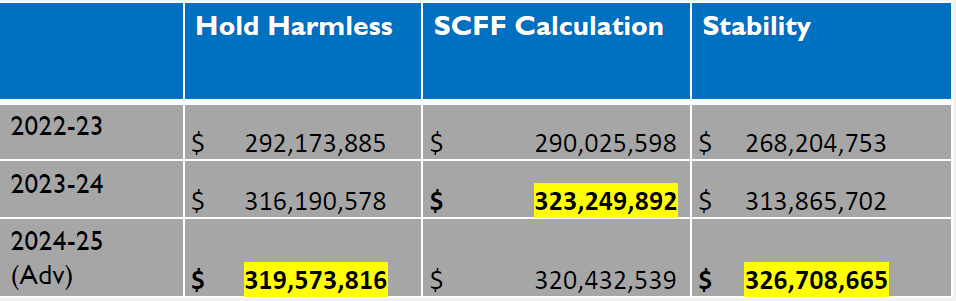 Hold Harmless SCFF Calculation Stability
2022-23 $ 292,173,885 $ 290,025,598 $ 268,204,753
2023-24 $ 316,190,578 $ 323,249,892 $ 313,865,702
2024-25
(Adv) $ 319,573,816 $ 320,432,539 $ 326,708,665